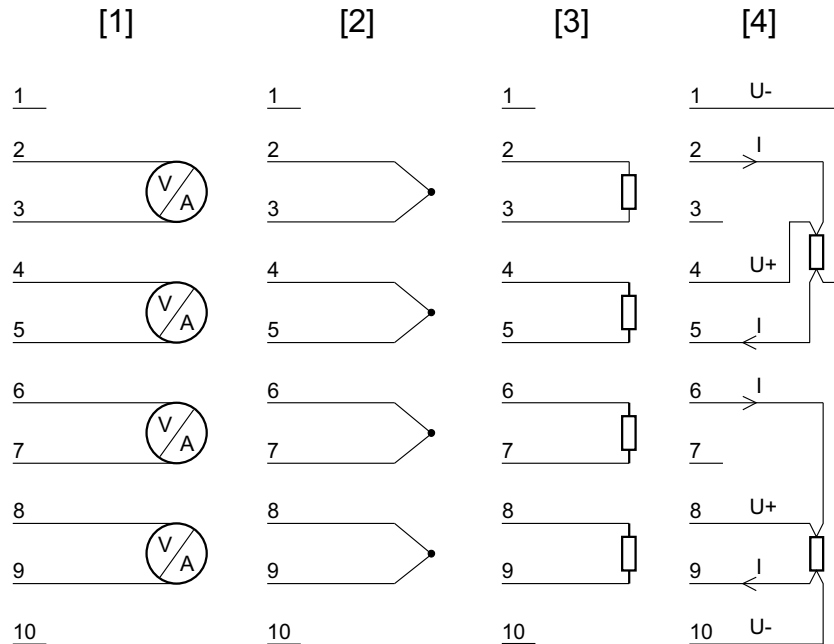 [1] [2] [3] [4]
1 1 1 1 U-
2 2 2 2 I
V A
3 3 3 3
4 4 4 4 U+
V A
5 5 5 5 I
6 6 6 6 I
V A
7 7 7 7
8 8 8 8 U+
V A
9 9 9 9 I
10 10 10 10 U-